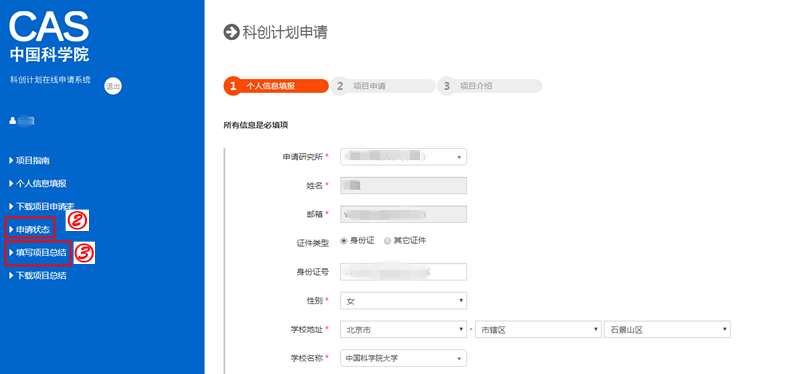 CAS
中国科学院
科创计划在线申请系统
退出
项目指南
个人信息填报
下载项目申请表
申请状态
②
填写项目总结
③
下载项目总结
科创计划申请
1 个人信息填报 2 项目申请 3 项目介绍
所有信息是必填项
申请研究所 *
姓名 *
邮箱 *
证件类型 身份证 其它证件
身份证号
性别 * 女
学校地址 * 北京市 - 市辖区 石景山区
学校名称 * 中国科学院大学